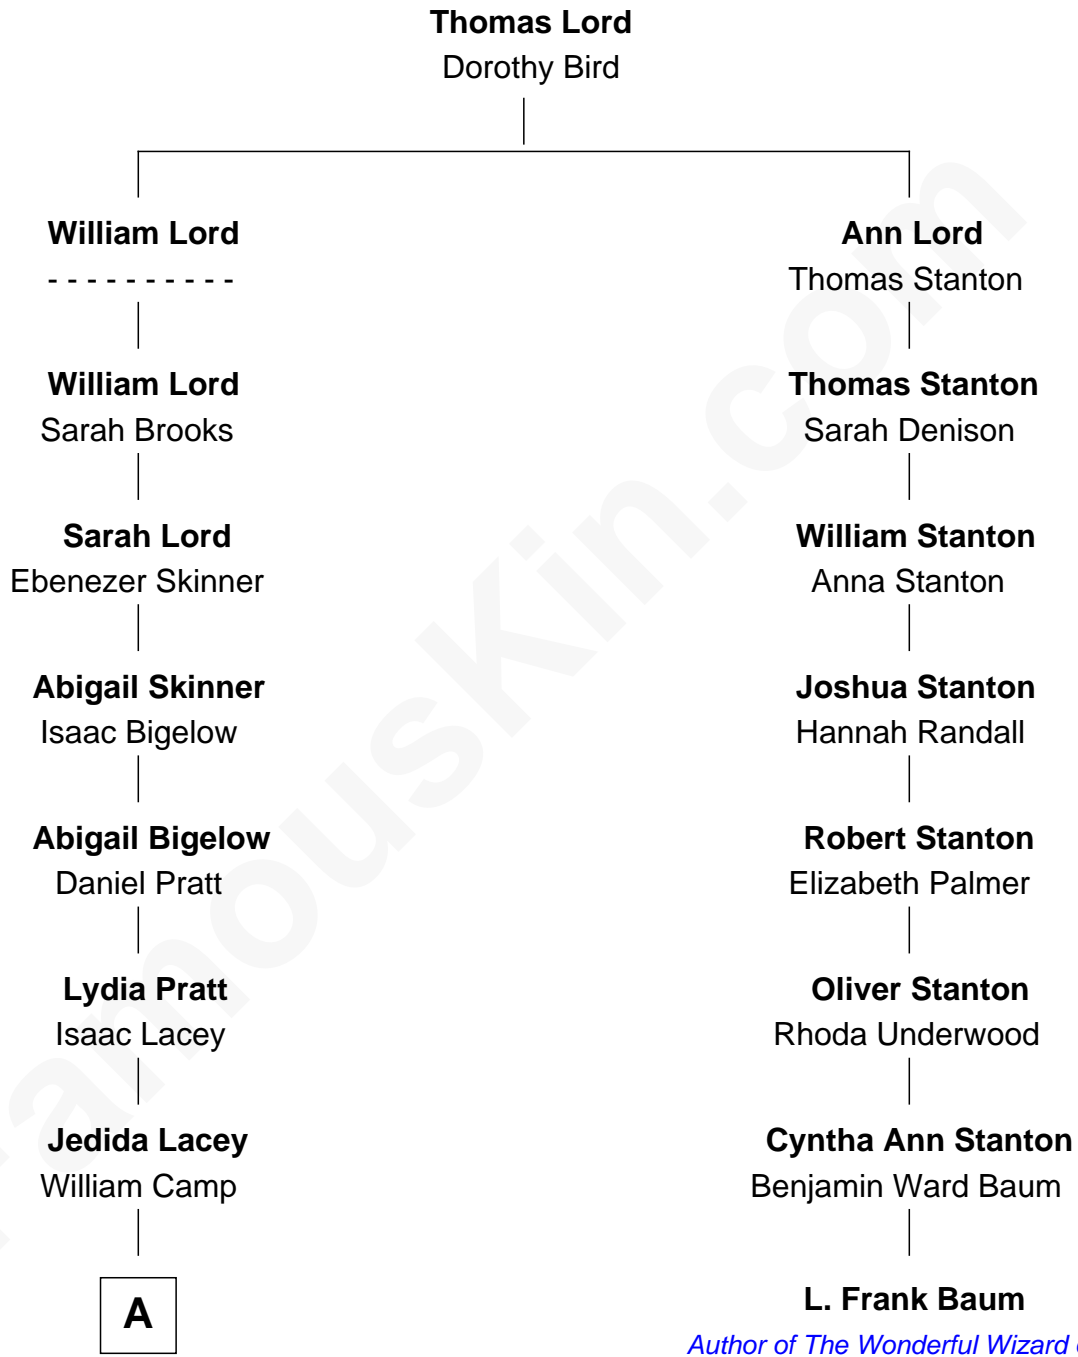 Thomas Lord
Dorothy Bird
William Lord
Ann Lord
- - - - - - - - - -
Thomas Stanton
William Lord
Thomas Stanton
Sarah Brooks
Sarah Denison
Sarah Lord
William Stanton
Ebenezer Skinner
Anna Stanton
Abigail Skinner
Joshua Stanton
Isaac Bigelow
Hannah Randall
Abigail Bigelow
Robert Stanton
Daniel Pratt
Elizabeth Palmer
Lydia Pratt
Oliver Stanton
Isaac Lacey
Rhoda Underwood
Jedida Lacey
Cyntha Ann Stanton
William Camp
Benjamin Ward Baum
A
L. Frank Baum
Author of The Wonderful Wizard
FamousKin.com